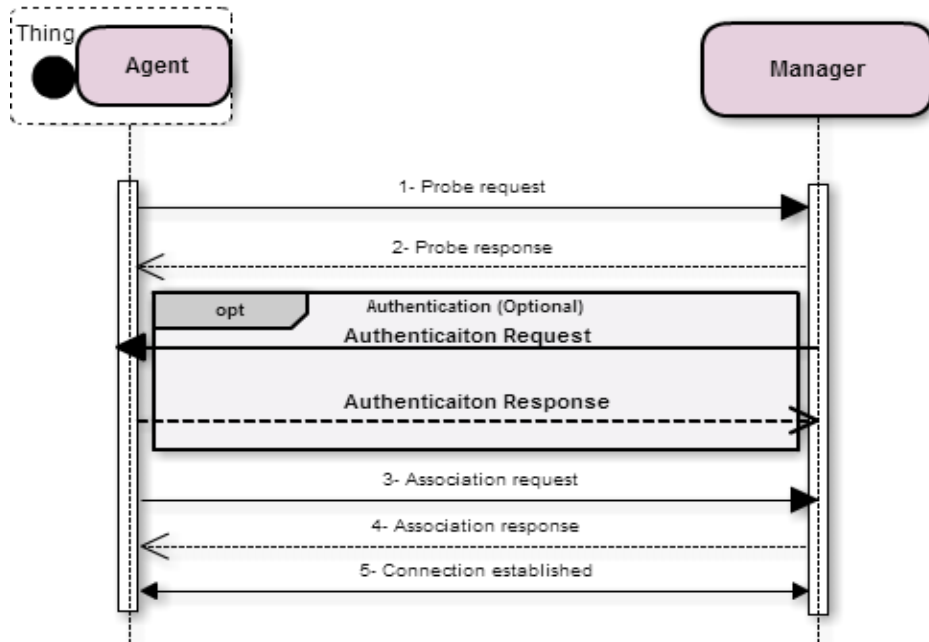 Thing
Agent
Manager
1- Probe request
2- Probe response
opt
Authentication (Optional)
Authenticaiton Request
Authenticaiton Response
3- Association request
4- Association response
5- Connection established